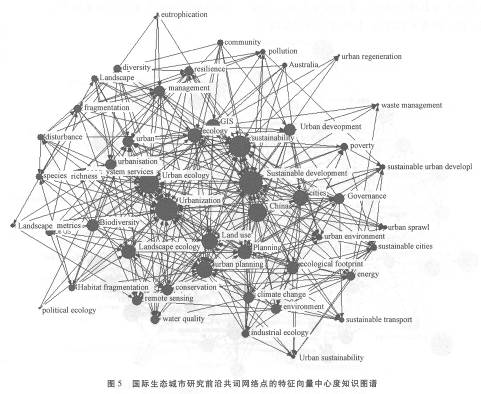 eutrophication
community
pollution
urban regeneration
diversity
resilience
Australia
Landscape
management
fragmentation
waste management
GIS
disturbance
urban
ecology
sustainability
Urban deveopment
poverty
urbanisation
sustainable urban developl
species richness
ystem services
Urban ecology
Sustainable development
Urbanization
cities
Governance
China
Landscape metrics
Biodiversity
urban sprawl
Land use
urban environment
Landscape ecology
Planning
sustainable cities
urban planning
ecological footprint
energy
Habitat fragmentation
conservation
remote sensing
climate change
political ecology
environment
water quality
sustainable transport
industrial ecology
Urban sustainability
图 5 国际生态城市研究前沿共词网络点的特征向量中心度知识图谱